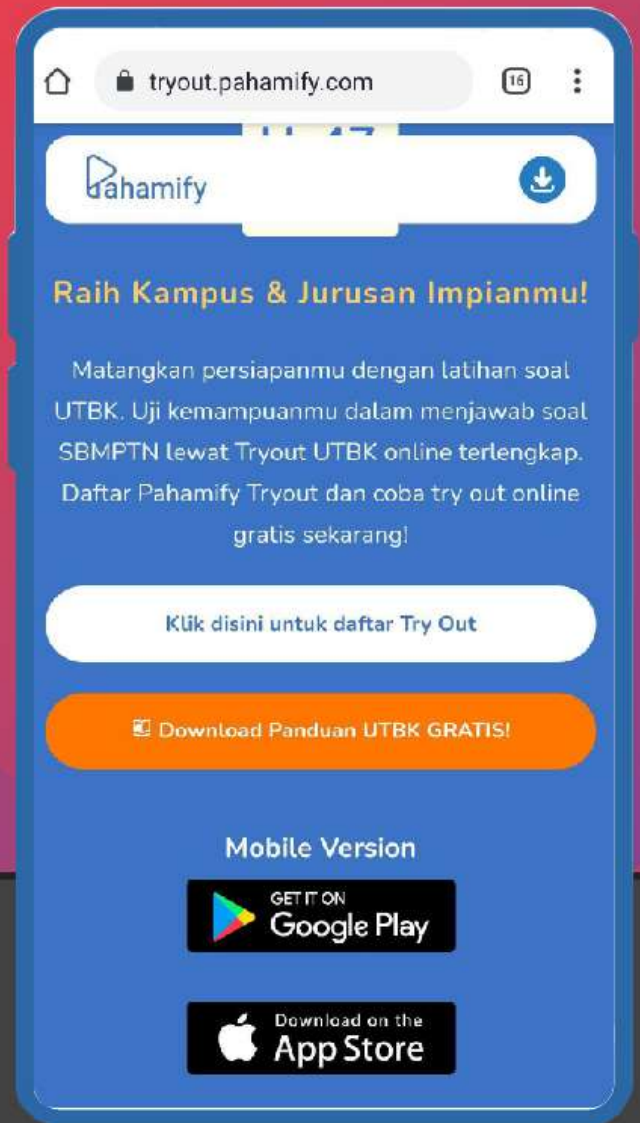 tryout.pahamify.com
16
Pahamify
Raih Kampus & Jurusan Impianmu!
Matangkan persiapanmu dengan latihan soal
UTBK. Uji kemampuanmu dalam menjawab soal
SBMPTN lewat Tryout UTBK online terlengkap.
Daftar Pahamify Tryout dan coba try out online
gratis sekarang!
Klik disini untuk daftar Try Out
Download Panduan UTBK GRATIS!
Mobile Version
GET IT ON
Google Play
Download on the
App Store